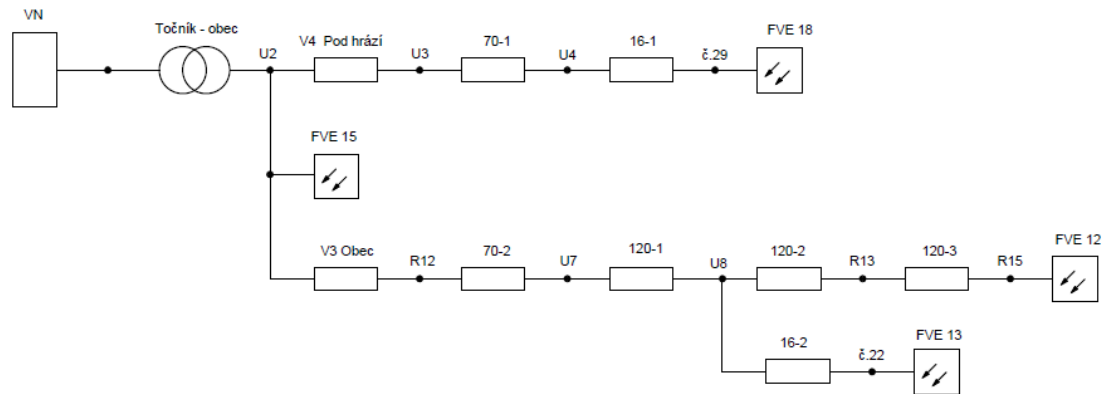 VN
Točník - obec
U2
V4 Pod hrází
U3
70-1
U4
16-1
č.29
FVE 18
FVE 15
V3 Obec
R12
70-2
U7
120-1
U8
120-2
R13
120-3
R15
FVE 12
16-2
č.22
FVE 13